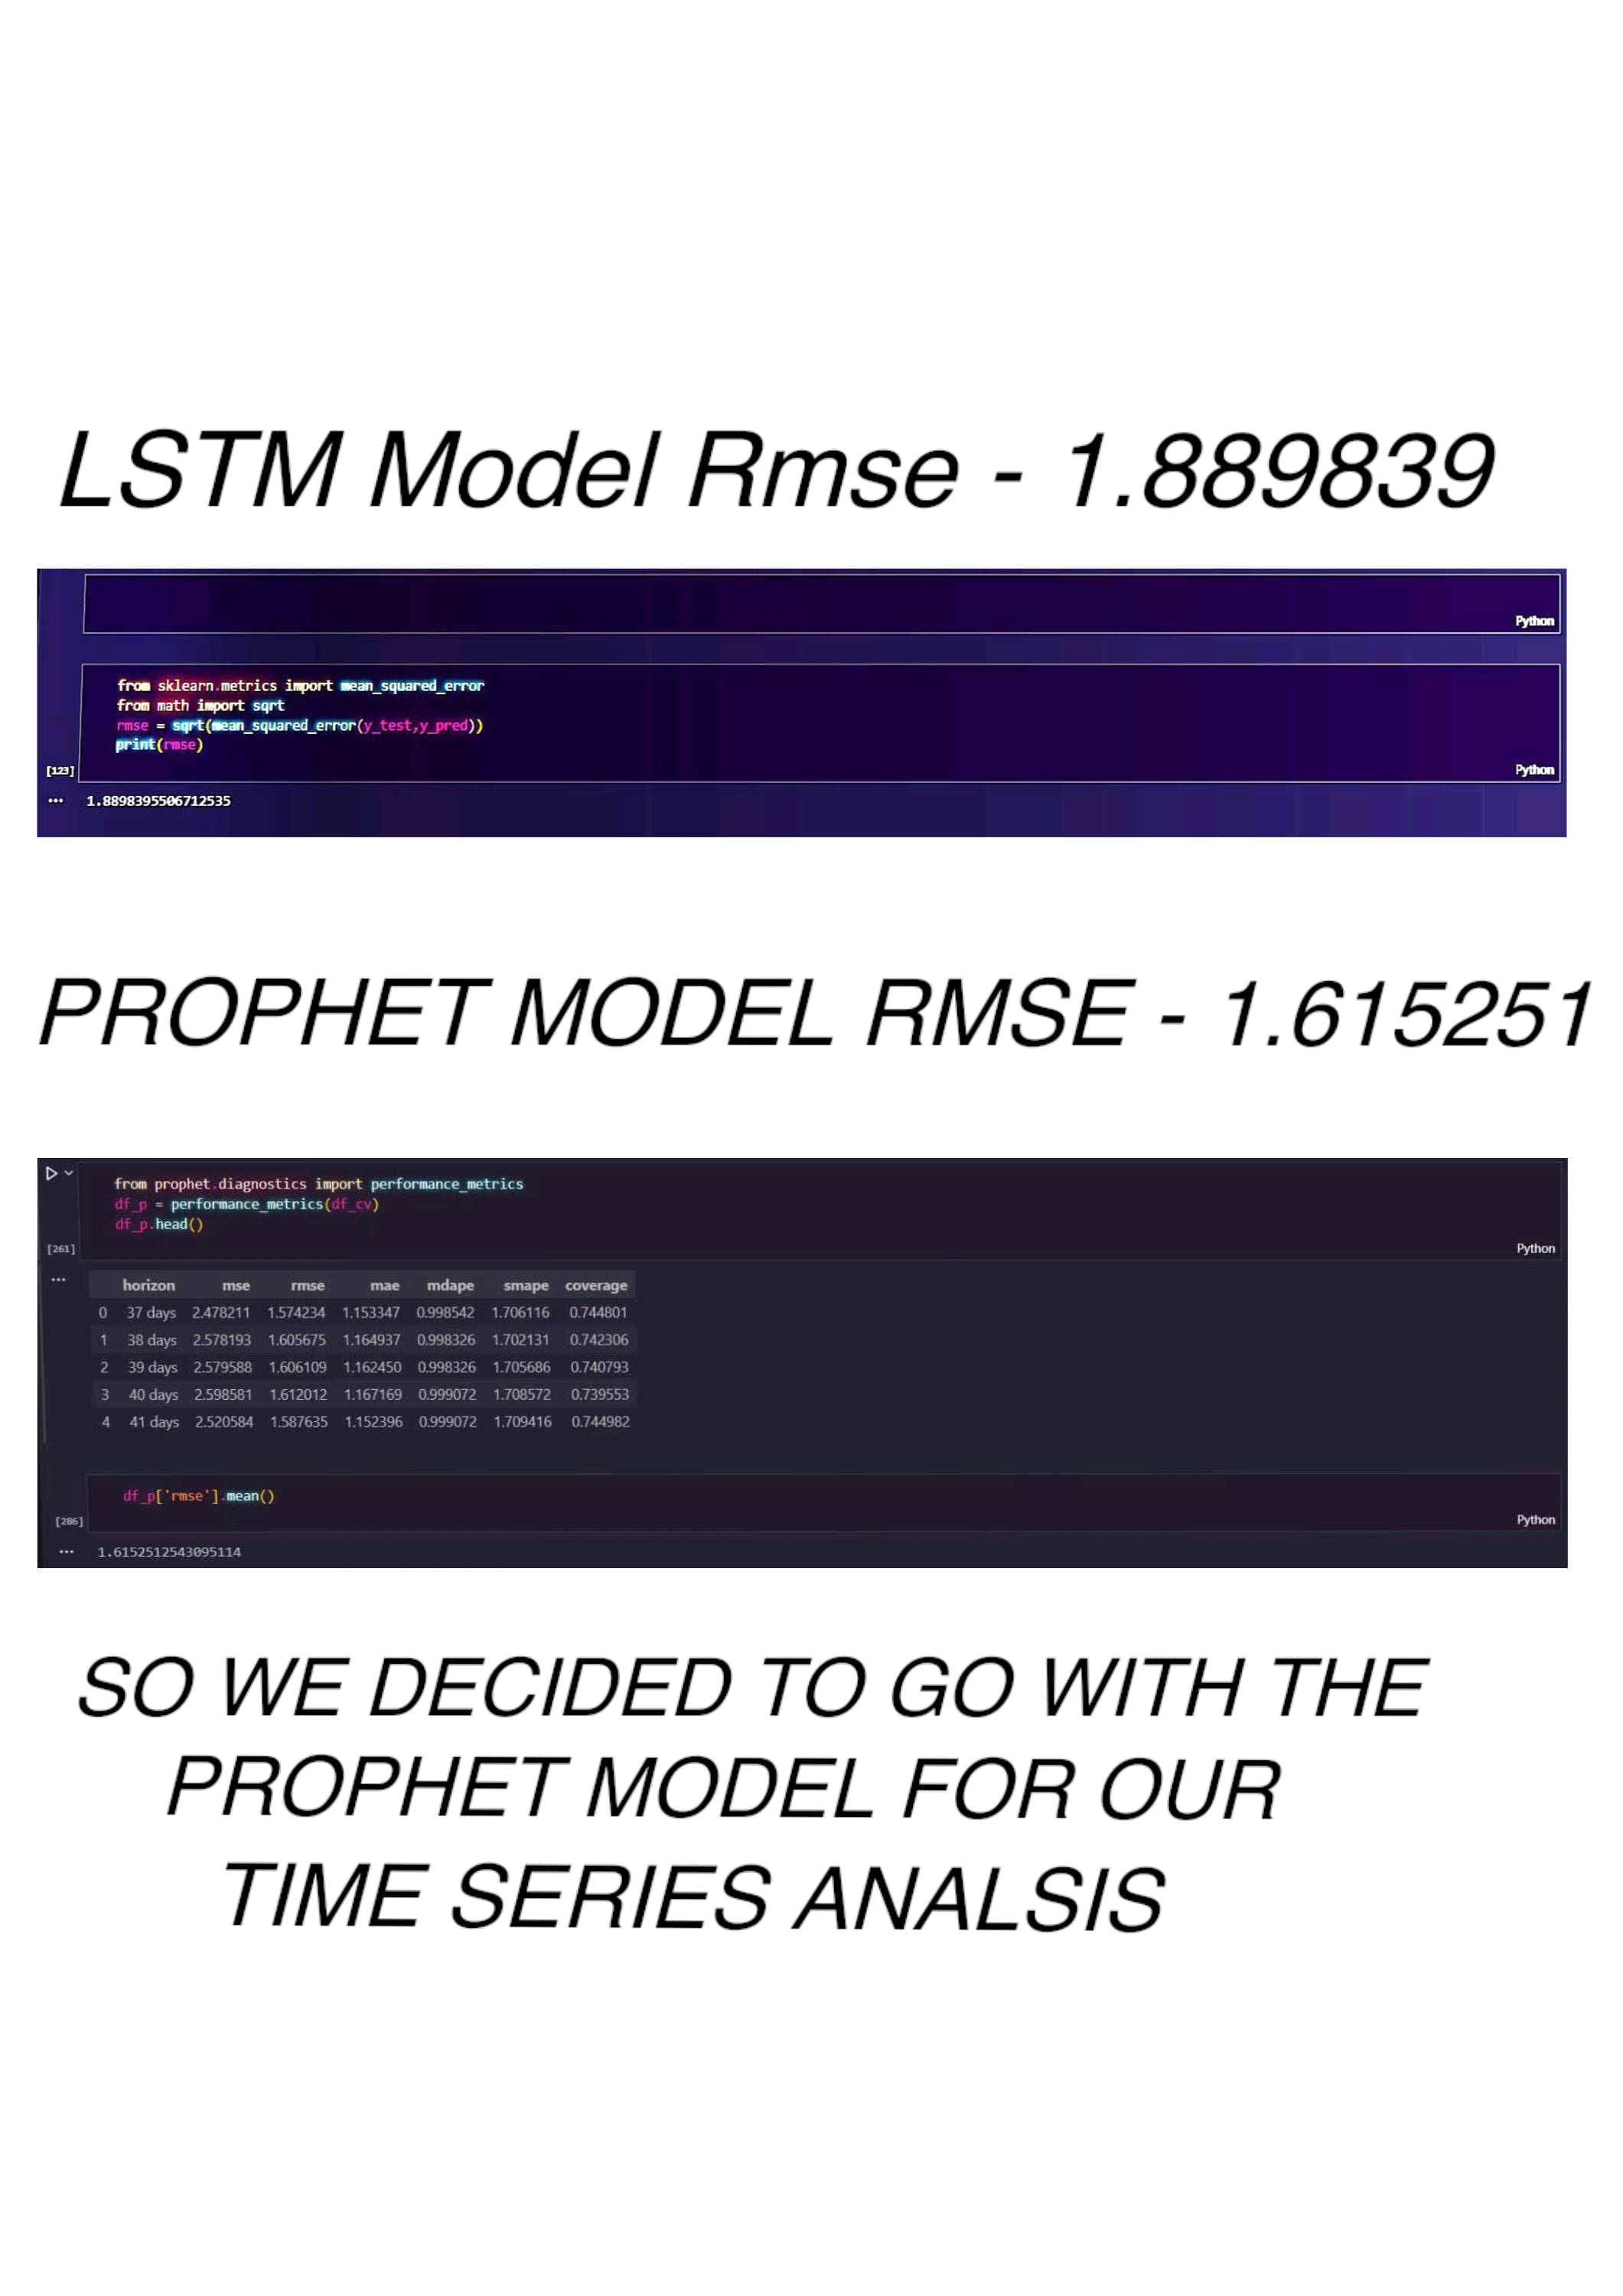 LSTM Model Rmse - 1.889839
Python
from sklearn.metrics import mean_squared_error
from math import sqrt
rmse = sqrt(mean_squared_error(y_test,y_pred))
print(rmse)
[123]
Python
... 1.8898395506712535
PROPHET MODEL RMSE - 1.615251
from prophet.diagnostics import performance_metrics
df_p = performance_metrics(df_cv)
df_p.head()
[261]
Python
...
horizon mse rmse mae mdape smape coverage
0 37 days 2.478211 1.574234 1.153347 0.998542 1.706116 0.744801
1 38 days 2.578193 1.605675 1.164937 0.998326 1.702131 0.742306
2 39 days 2.579588 1.606109 1.162450 0.998326 1.705686 0.740793
3 40 days 2.598581 1.612012 1.167169 0.999072 1.708572 0.739553
4 41 days 2.520584 1.587635 1.152396 0.999072 1.709416 0.744982
df_p['rmse'].mean()
[286]
Python
... 1.6152512543095114
SO WE DECIDED TO GO WITH THE
PROPHET MODEL FOR OUR
TIME SERIES ANALSIS